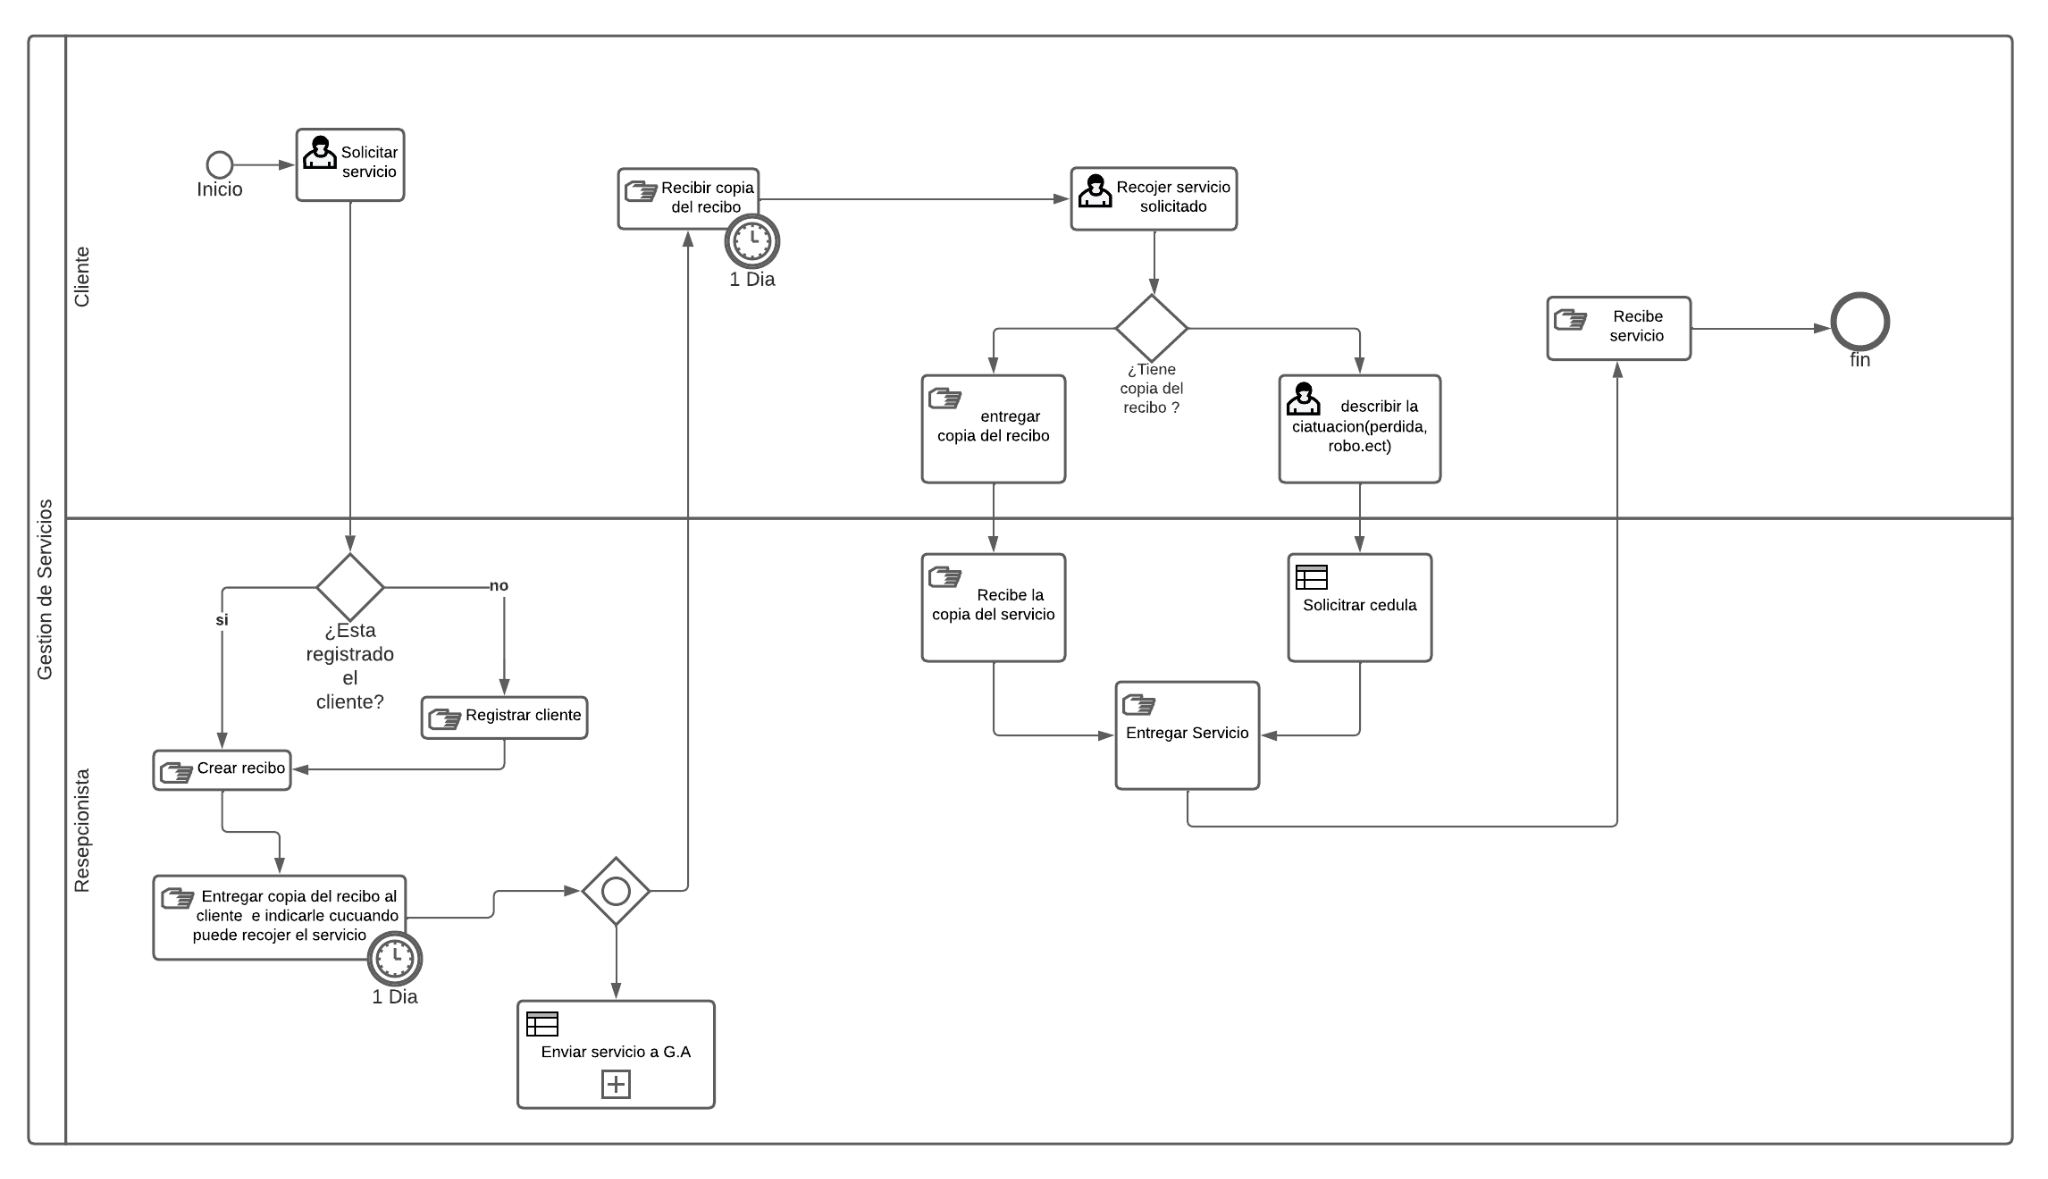 Gestion de Servicios
Cliente
Inicio
Solicitar
servicio
Recibir copia
del recibo
1 Dia
Recojer servicio
solicitado
¿Tiene
copia del
recibo ?
entregar
copia del recibo
describir la
ciatuacion(perdida,
robo.ect)
Recibe
servicio
fin
Resepcionista
¿Esta
registrado
el
cliente?
si
no
Registrar cliente
Crear recibo
Entregar copia del recibo al
cliente e indicarle cucuando
puede recojer el servicio
1 Dia
Enviar servicio a G.A
Recibe la
copia del servicio
Solicitrar cedula
Entregar Servicio